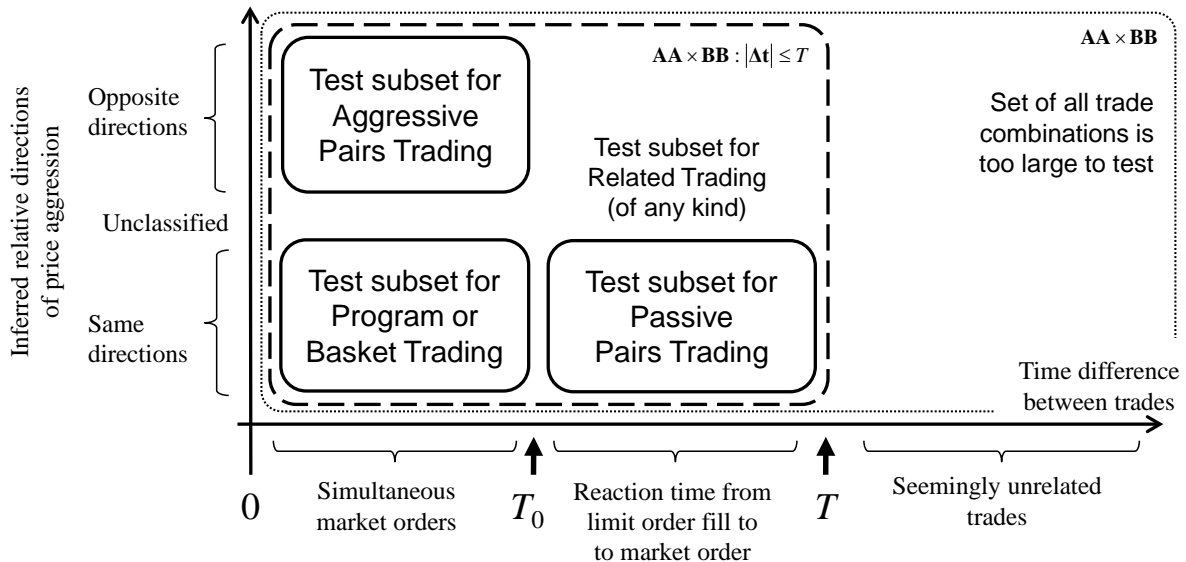 Inferred relative directions
of price aggression
Opposite
directions
Unclassified
Same
directions
Test subset for
Aggressive
Pairs Trading
AA × BB : |Δt| ≤ T
AA × BB
Set of all trade
combinations is
too large to test
Test subset for
Related Trading
(of any kind)
Test subset for
Program or
Basket Trading
Test subset for
Passive
Pairs Trading
Time difference
between trades
0
Simultaneous
market orders
T₀
Reaction time from
limit order fill to
to market order
T
Seemingly unrelated
trades